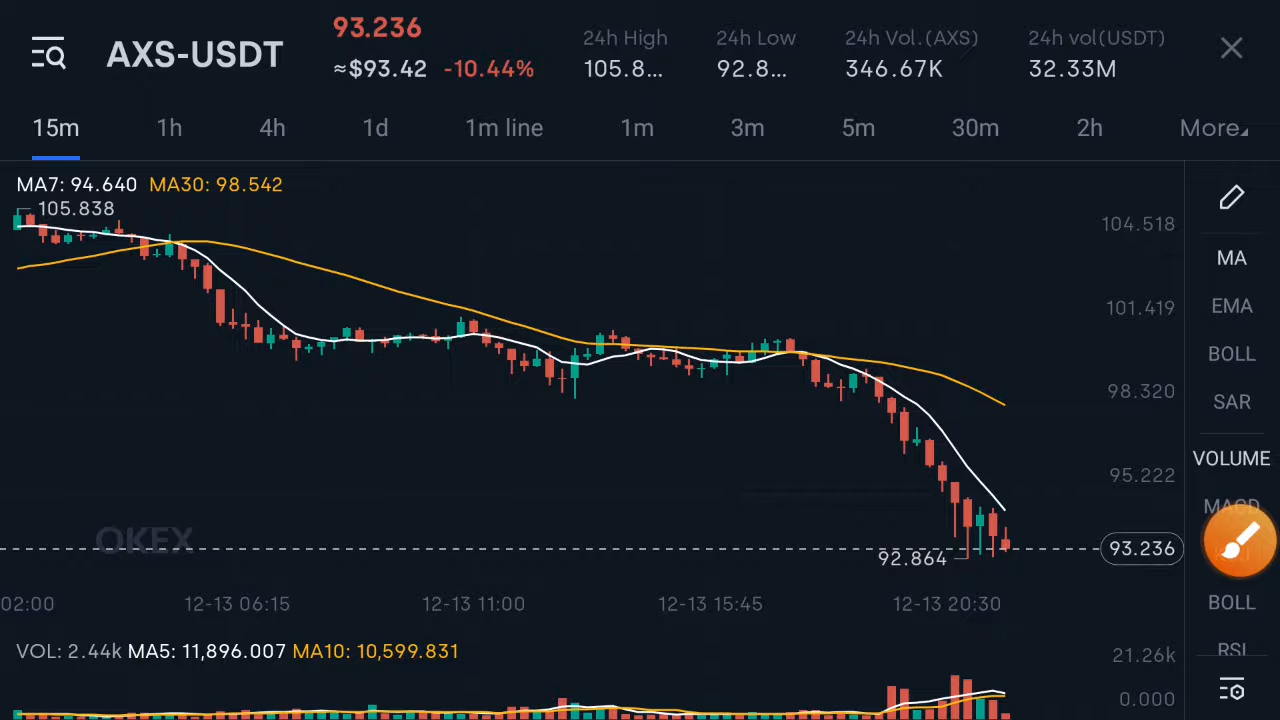 AXS-USDT
93.236
≈$93.42 -10.44%
24h High
105.8...
24h Low
92.8...
24h Vol.(AXS)
346.67K
24h vol(USDT)
32.33M
15m 1h 4h 1d 1m line 1m 3m 5m 30m 2h More
MA7: 94.640 MA30: 98.542
105.838
104.518
101.419
98.320
95.222
93.236
92.864
OKEX
MA
EMA
BOLL
SAR
VOLUME
MACD
BOLL
RSI
02:00 12-13 06:15 12-13 11:00 12-13 15:45 12-13 20:30
VOL: 2.44k MA5: 11,896.007 MA10: 10,599.831
21.26k
0.000